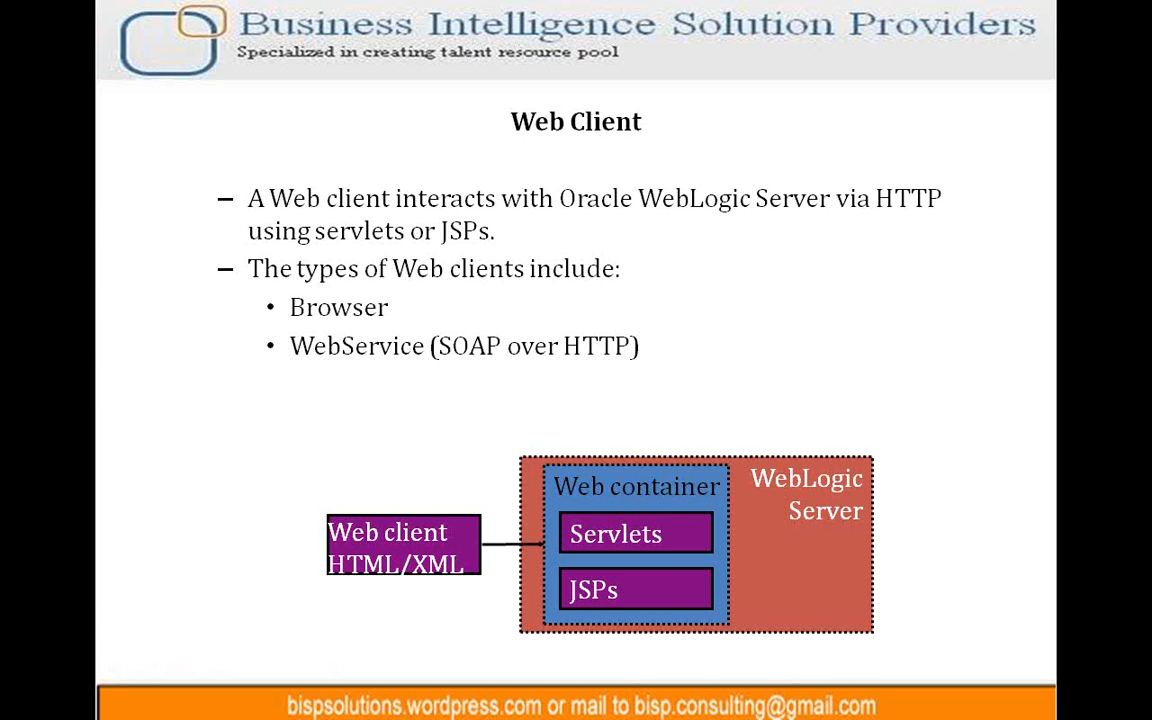 Business Intelligence Solution Providers
Specialized in creating talent resource pool
Web Client
– A Web client interacts with Oracle WebLogic Server via HTTP
using servlets or JSPs.
– The types of Web clients include:
• Browser
• WebService (SOAP over HTTP)
Web container
WebLogic
Server
Web client
HTML/XML
Servlets
JSPs
bispsolutions.wordpress.com or mail to bisp.consulting@gmail.com